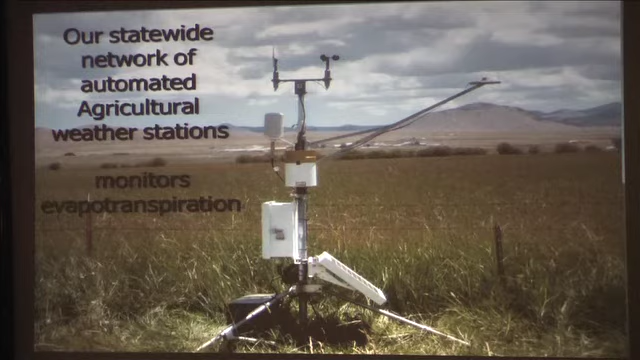 Our statewide
network of
automated
Agricultural
weather stations
monitors
evapotranspiration